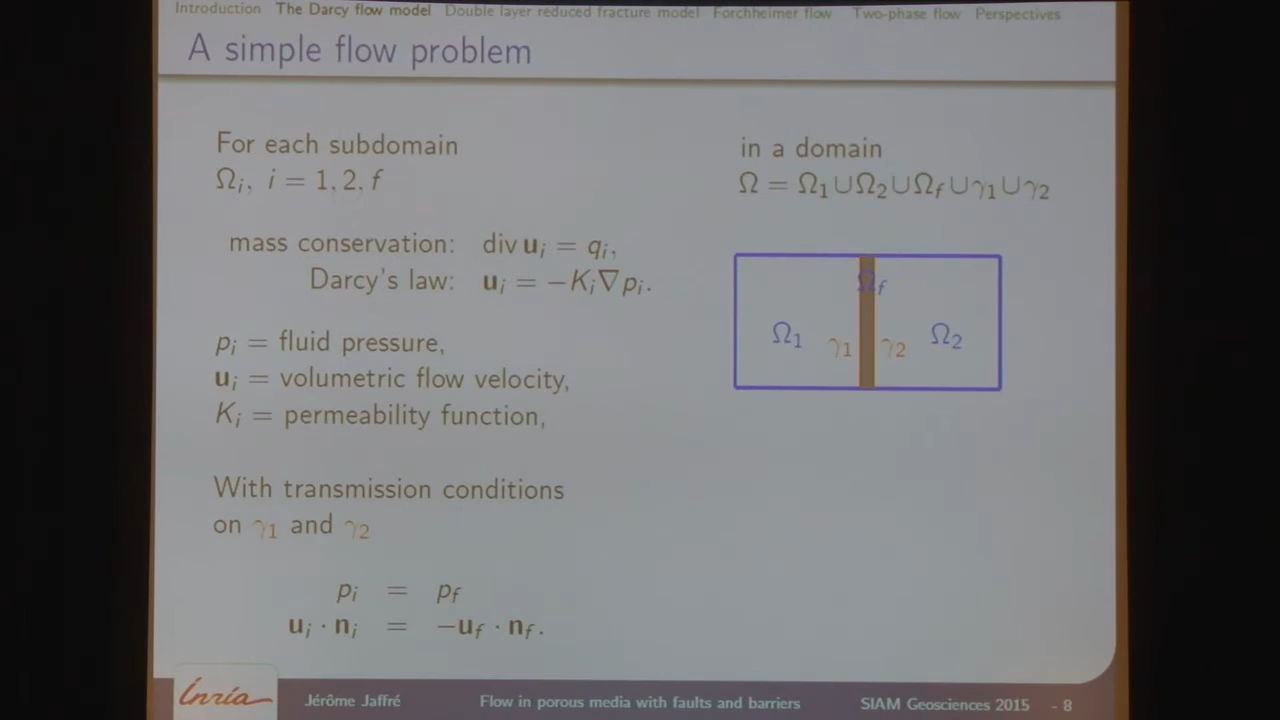 Introduction The Darcy flow model Double layer reduced fracture model Forchheimer flow Two-phase flow Perspectives
A simple flow problem
For each subdomain
Ωᵢ, i = 1, 2, f
mass conservation: div uᵢ = qᵢ,
Darcy's law: uᵢ = −Kᵢ∇pᵢ.
pᵢ = fluid pressure,
uᵢ = volumetric flow velocity,
Kᵢ = permeability function,
With transmission conditions
on γ₁ and γ₂
pᵢ = p_f
uᵢ · nᵢ = −u_f · n_f.
in a domain
Ω = Ω₁∪Ω₂∪Ω_f∪γ₁∪γ₂
Ω_f
Ω₁ γ₁ γ₂ Ω₂
Inria
Jérôme Jaffré Flow in porous media with faults and barriers SIAM Geosciences 2015 - 8